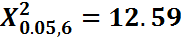 X²₀.₀₅,₆ = 12.59